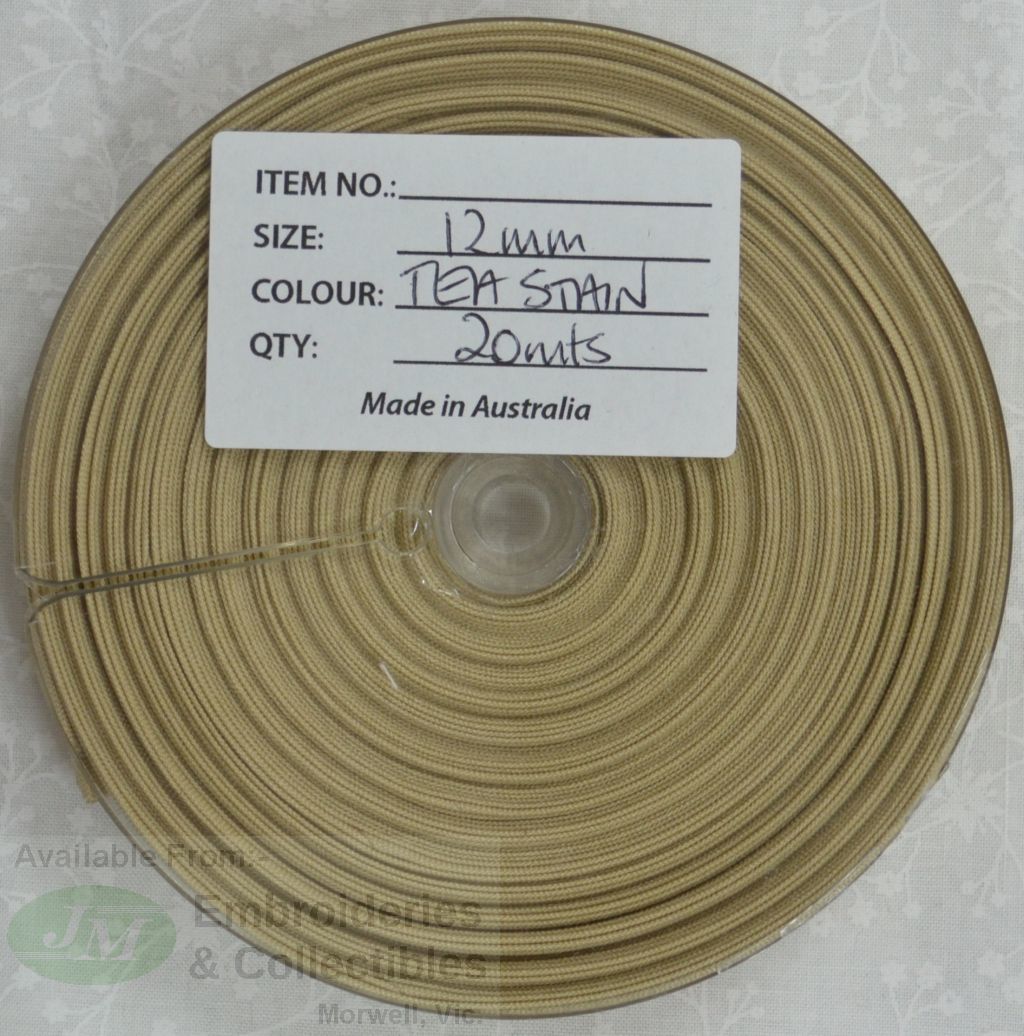 ITEM NO.:
SIZE: 12mm
COLOUR: TEA STAIN
QTY: 20mts
Made in Australia
Available From:-
JM Embroideries
& Collectibles
Morwell, Vic.